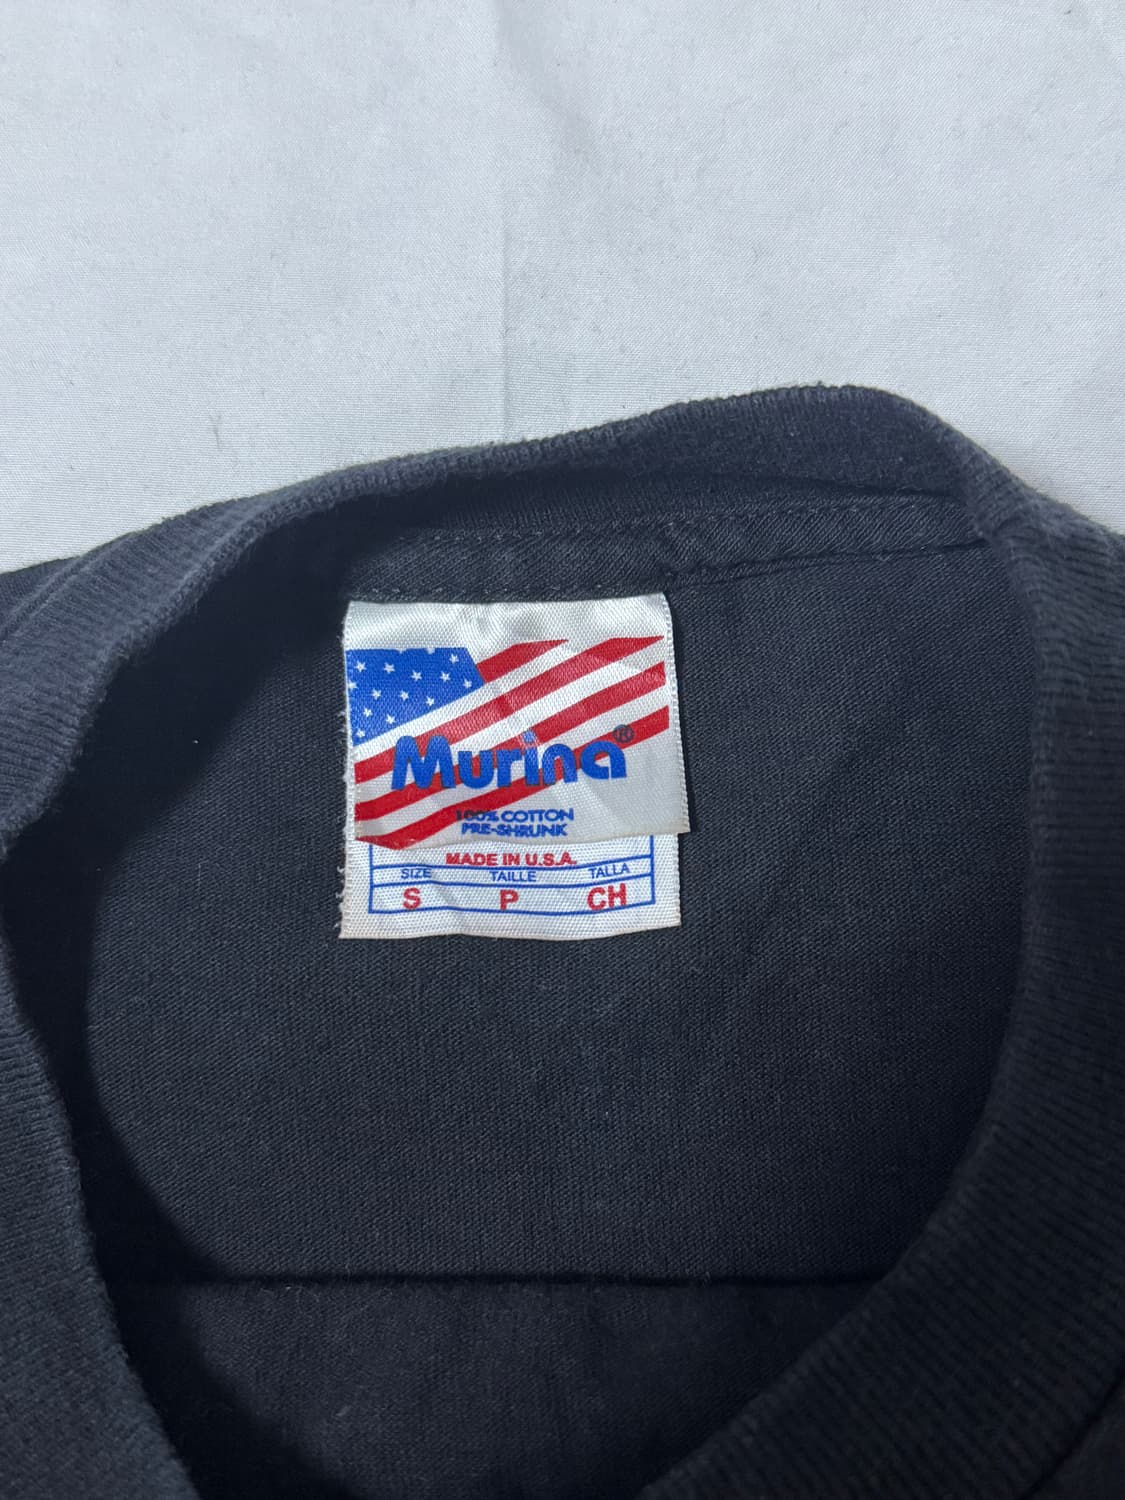 Murina®
100% COTTON
PRE-SHRUNK
MADE IN U.S.A.
SIZE TAILLE TALLA
S P CH